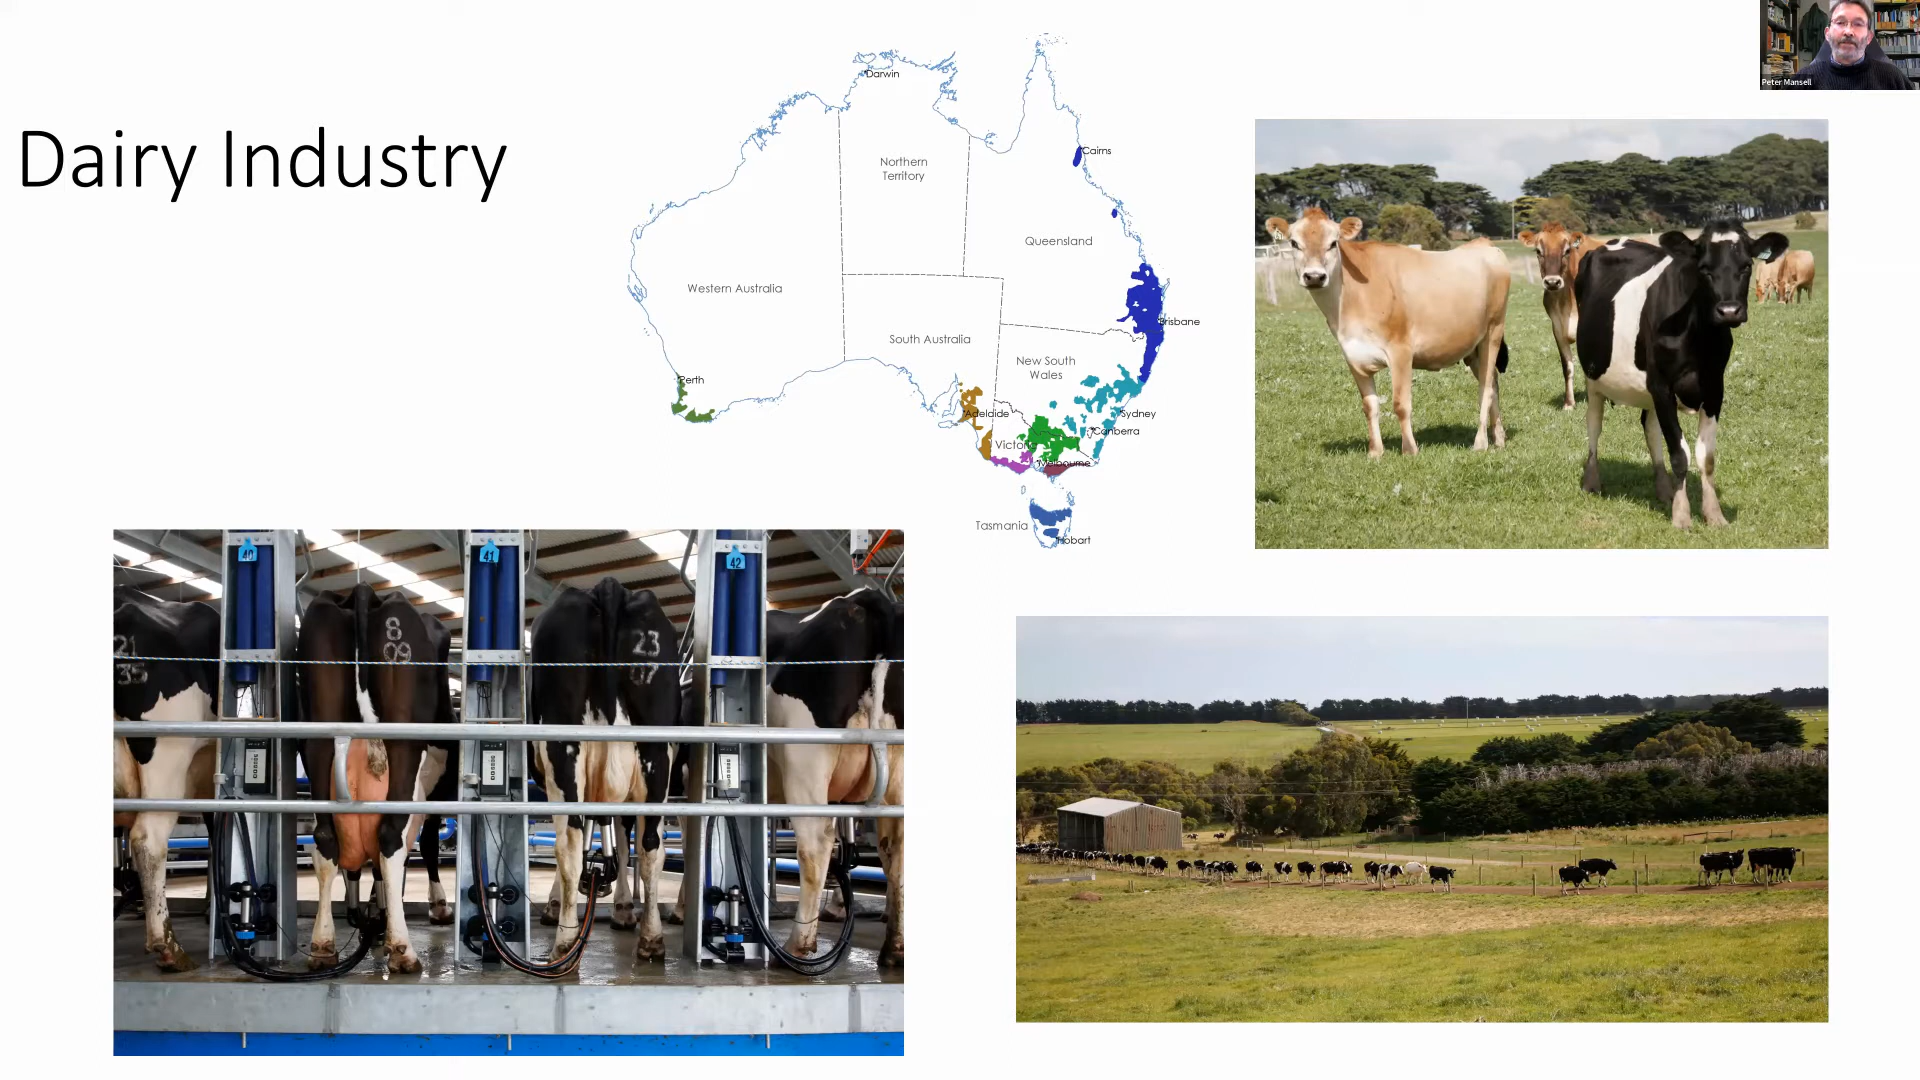 Peter Mansell
Dairy Industry
Darwin
Cairns
Northern
Territory
Queensland
Western Australia
Brisbane
South Australia
New South
Wales
Perth
Adelaide
Sydney
Canberra
Victoria
Melbourne
Tasmania
Hobart
40
41
42
21
35
8
09
23
07